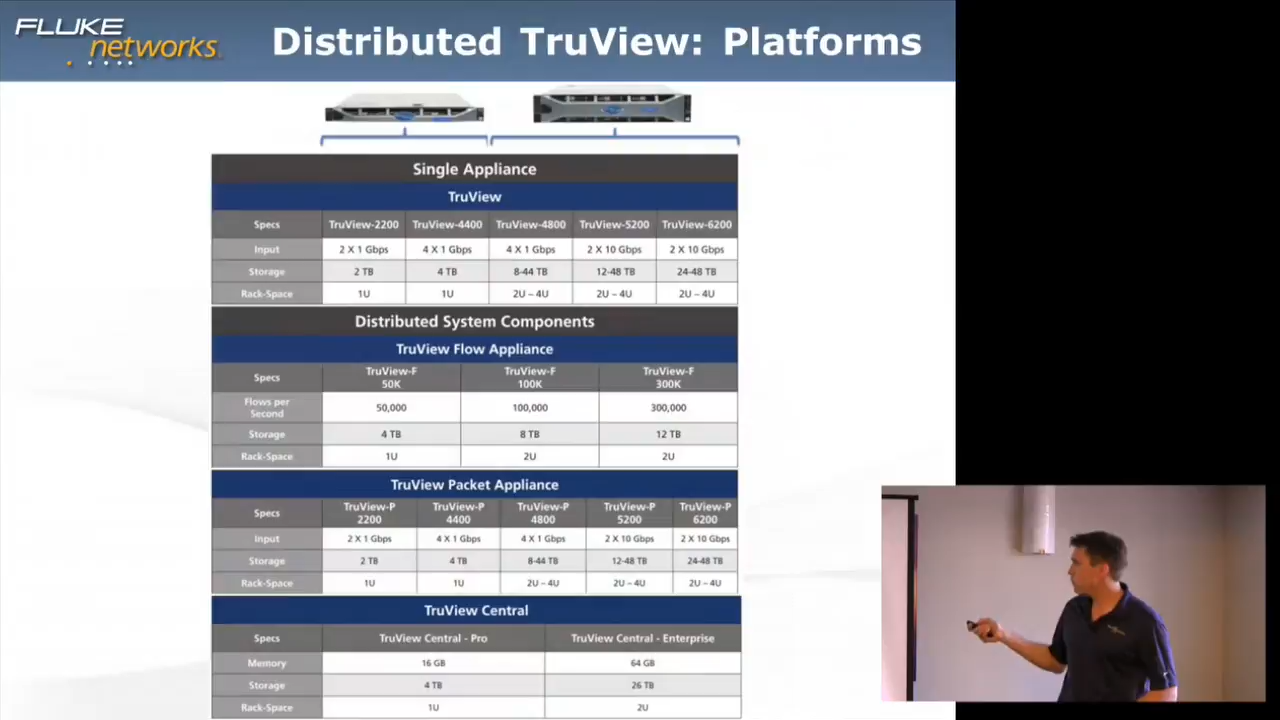 FLUKE
networks.
Distributed TruView: Platforms
Single Appliance
TruView
Specs TruView-2200 TruView-4400 TruView-4800 TruView-5200 TruView-6200
Input 2 X 1 Gbps 4 X 1 Gbps 4 X 1 Gbps 2 X 10 Gbps 2 X 10 Gbps
Storage 2 TB 4 TB 8-44 TB 12-48 TB 24-48 TB
Rack-Space 1U 1U 2U – 4U 2U – 4U 2U – 4U
Distributed System Components
TruView Flow Appliance
Specs TruView-F 50K TruView-F 100K TruView-F 300K
Flows per Second 50,000 100,000 300,000
Storage 4 TB 8 TB 12 TB
Rack-Space 1U 2U 2U
TruView Packet Appliance
Specs TruView-P 2200 TruView-P 4400 TruView-P 4800 TruView-P 5200 TruView-P 6200
Input 2 X 1 Gbps 4 X 1 Gbps 4 X 1 Gbps 2 X 10 Gbps 2 X 10 Gbps
Storage 2 TB 4 TB 8-44 TB 12-48 TB 24-48 TB
Rack-Space 1U 1U 2U – 4U 2U – 4U 2U – 4U
TruView Central
Specs TruView Central - Pro TruView Central - Enterprise
Memory 16 GB 64 GB
Storage 4 TB 26 TB
Rack-Space 1U 2U